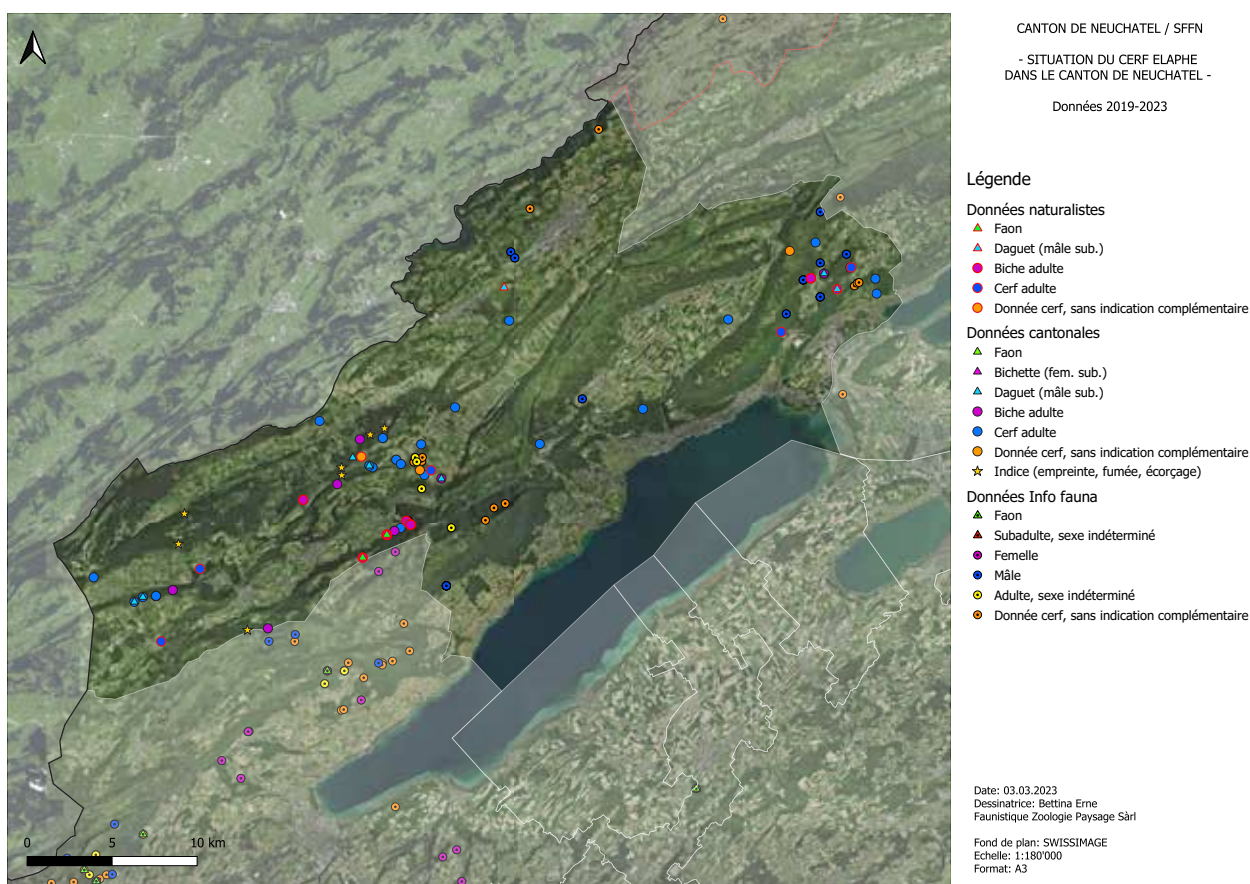 CANTON DE NEUCHATEL / SFFN
- SITUATION DU CERF ELAPHE
DANS LE CANTON DE NEUCHATEL -
Données 2019-2023
Légende
Données naturalistes
Faon
Daguet (mâle sub.)
Biche adulte
Cerf adulte
Donnée cerf, sans indication complémentaire
Données cantonales
Faon
Bichette (fem. sub.)
Daguet (mâle sub.)
Biche adulte
Cerf adulte
Donnée cerf, sans indication complémentaire
Indice (empreinte, fumée, écorçage)
Données Info fauna
Faon
Subadulte, sexe indéterminé
Femelle
Mâle
Adulte, sexe indéterminé
Donnée cerf, sans indication complémentaire
Date: 03.03.2023
Dessinatrice: Bettina Erne
Faunistique Zoologie Paysage Sàrl
Fond de plan: SWISSIMAGE
Echelle: 1:180'000
Format: A3
0 5 10 km